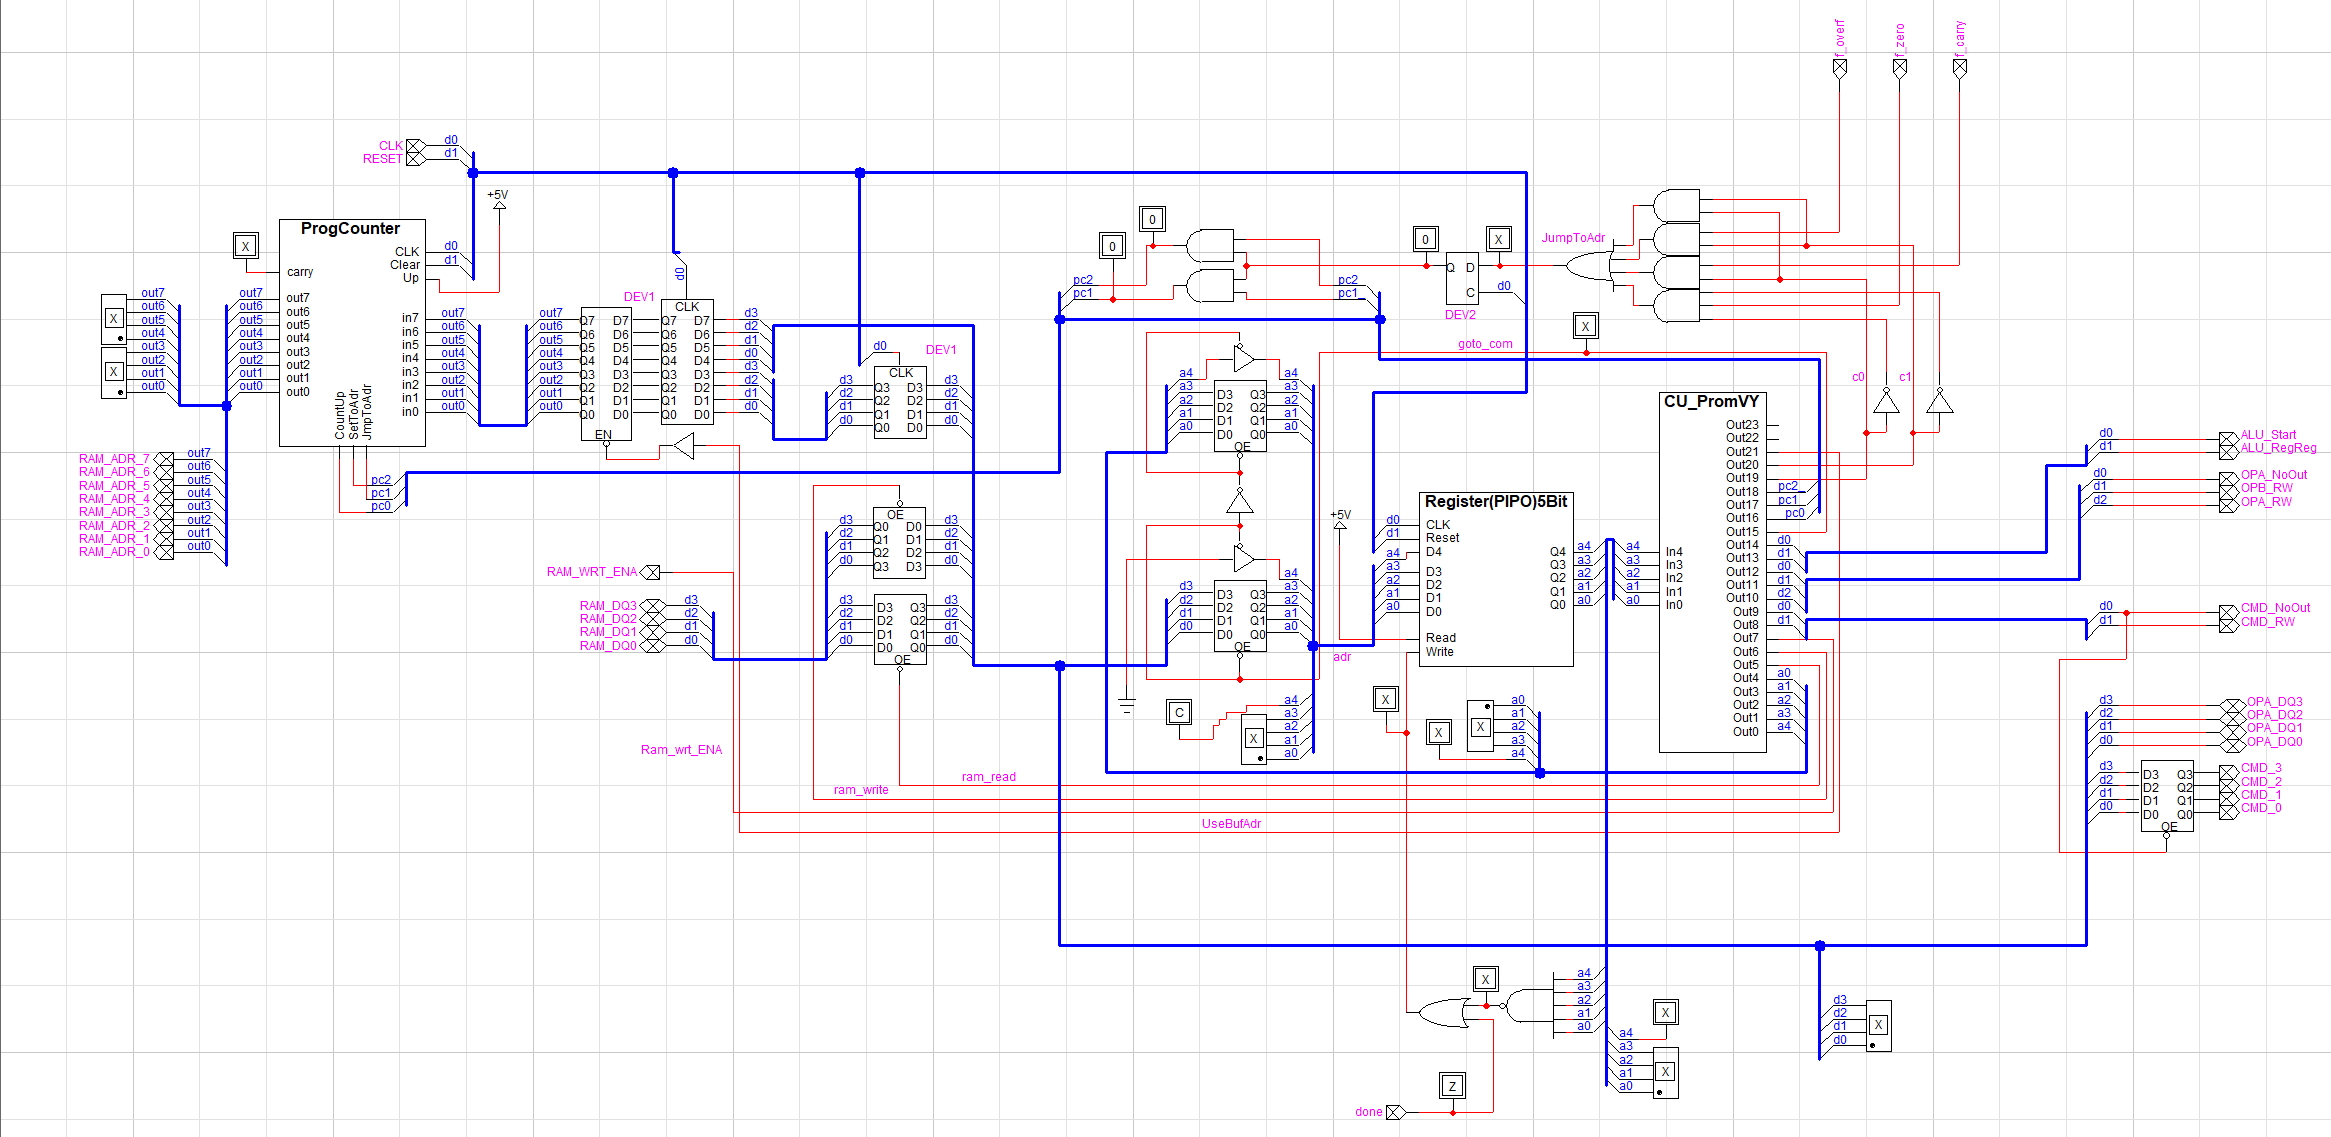 f_overf
f_zero
f_carry
CLK d0
RESET d1
+5V
ProgCounter
X
carry
CLK d0
Clear d1
Up
out7 out7 out7
out6 out6 out6
out5 out5 out5
out4 out4 out4
out3 out3 out3
out2 out2 out2
out1 out1 out1
out0 out0 out0
X
X
in7 out7
in6 out6
in5 out5
in4 out4
in3 out3
in2 out2
in1 out1
in0 out0
CountUp
SetToAdr
JmpToAdr
pc2
pc1
pc0
RAM_ADR_7 out7
RAM_ADR_6 out6
RAM_ADR_5 out5
RAM_ADR_4 out4
RAM_ADR_3 out3
RAM_ADR_2 out2
RAM_ADR_1 out1
RAM_ADR_0 out0
d0
DEV1
CLK
out7 Q7 D7 Q7 D7 d3
out6 Q6 D6 Q6 D6 d2
out5 Q5 D5 Q5 D5 d1
out4 Q4 D4 Q4 D4 d0
out3 Q3 D3 Q3 D3 d3
out2 Q2 D2 Q2 D2 d2
out1 Q1 D1 Q1 D1 d1
out0 Q0 D0 Q0 D0 d0
EN
d0 DEV1
CLK
d3 Q3 D3 d3
d2 Q2 D2 d2
d1 Q1 D1 d1
d0 Q0 D0 d0
OE
d3 Q0 D0 d3
d2 Q1 D1 d2
d1 Q2 D2 d1
d0 Q3 D3 d0
RAM_WRT_ENA
RAM_DQ3 d3
RAM_DQ2 d2
RAM_DQ1 d1
RAM_DQ0 d0
d3 D3 Q3 d3
d2 D2 Q2 d2
d1 D1 Q1 d1
d0 D0 Q0 d0
OE
Ram_wrt_ENA
ram_read
ram_write
UseBufAdr
0
0
pc2 pc2
pc1 pc1
0
X
Q D
C d0
DEV2
JumpToAdr
X
goto_com
a4 a4
a3 D3 Q3 a3
a2 D2 Q2 a2
a1 D1 Q1 a1
a0 D0 Q0 a0
OE
a4
d3 D3 Q3 a3
d2 D2 Q2 a2
d1 D1 Q1 a1
d0 D0 Q0 a0
OE
adr
C
a4
a3
a2
X
a1
a0
+5V
Register(PIPO)5Bit
d0 CLK
d1 Reset
a4 D4 Q4 a4
a3 D3 Q3 a3
a2 D2 Q2 a2
a1 D1 Q1 a1
a0 D0 Q0 a0
Read
Write
X
X
X
a0
a1
a2
a3
a4
c0 c1
CU_PromVY
a4 In4
a3 In3
a2 In2
a1 In1
a0 In0
Out23
Out22
Out21
Out20
Out19
Out18 pc2
Out17 pc1
Out16 pc0
Out15
Out14 d0
Out13 d1
Out12 d0
Out11 d1
Out10 d2
Out9 d0
Out8 d1
Out7
Out6
Out5
Out4 a0
Out3 a1
Out2 a2
Out1 a3
Out0 a4
d0 ALU_Start
d1 ALU_RegReg
d0 OPA_NoOut
d1 OPB_RW
d2 OPA_RW
d0 CMD_NoOut
d1 CMD_RW
d3 OPA_DQ3
d2 OPA_DQ2
d1 OPA_DQ1
d0 OPA_DQ0
d3 D3 Q3 CMD_3
d2 D2 Q2 CMD_2
d1 D1 Q1 CMD_1
d0 D0 Q0 CMD_0
OE
X
a4
a3
a2
a1
a0
X
a4
a3
a2
X
a1
a0
Z
done
d3
d2
X
d1
d0